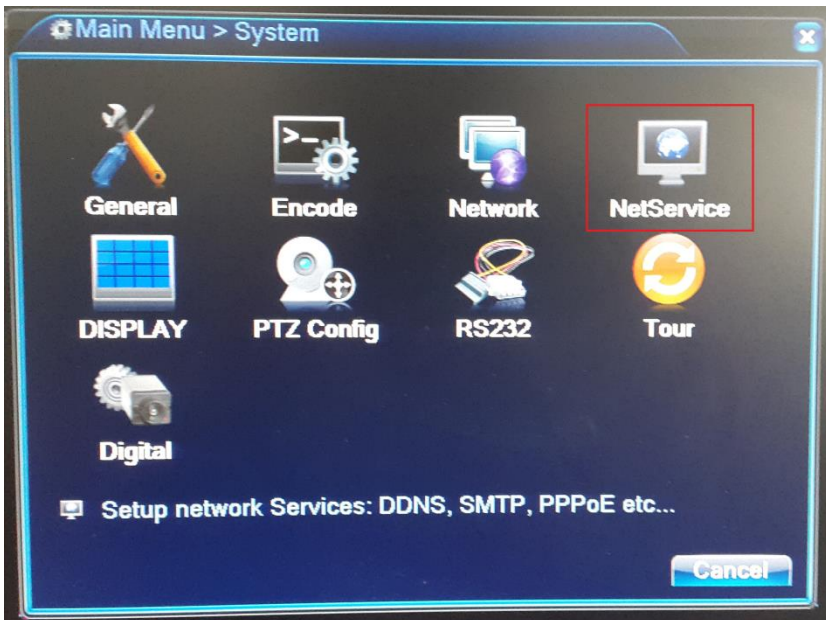 Main Menu > System
General Encode Network NetService
DISPLAY PTZ Config RS232 Tour
Digital
Setup network Services: DDNS, SMTP, PPPoE etc...
Cancel